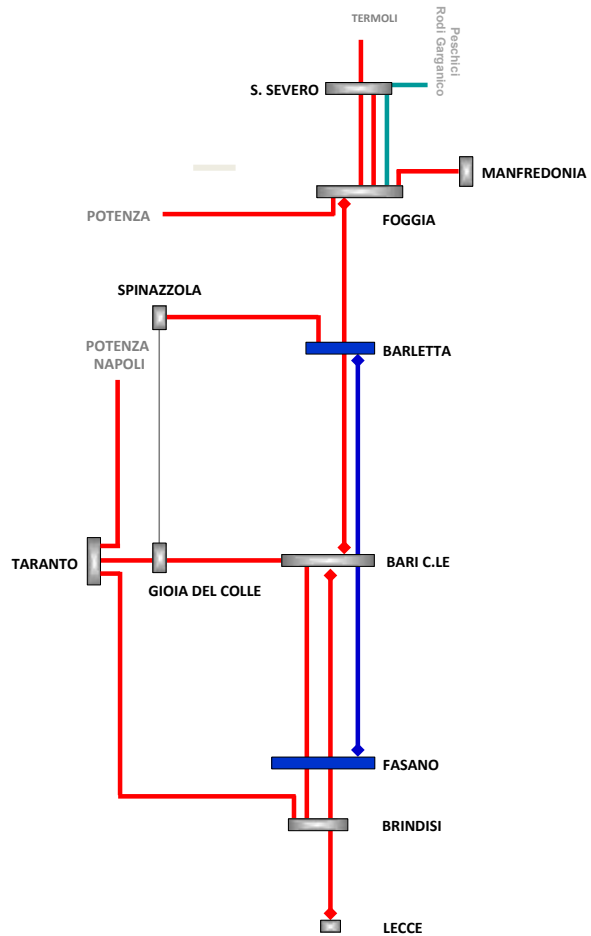 TERMOLI
Peschici
Rodi Garganico
S. SEVERO
MANFREDONIA
POTENZA
FOGGIA
SPINAZZOLA
POTENZA
NAPOLI
BARLETTA
TARANTO
BARI C.LE
GIOIA DEL COLLE
FASANO
BRINDISI
LECCE